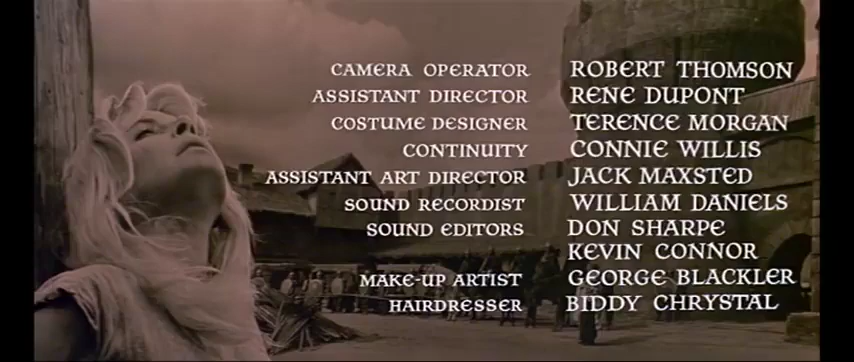 CAMERA OPERATOR ROBERT THOMSON
ASSISTANT DIRECTOR RENE DUPONT
COSTUME DESIGNER TERENCE MORGAN
CONTINUITY CONNIE WILLIS
ASSISTANT ART DIRECTOR JACK MAXSTED
SOUND RECORDIST WILLIAM DANIELS
SOUND EDITORS DON SHARPE
KEVIN CONNOR
MAKE-UP ARTIST GEORGE BLACKLER
HAIRDRESSER BIDDY CHRYSTAL